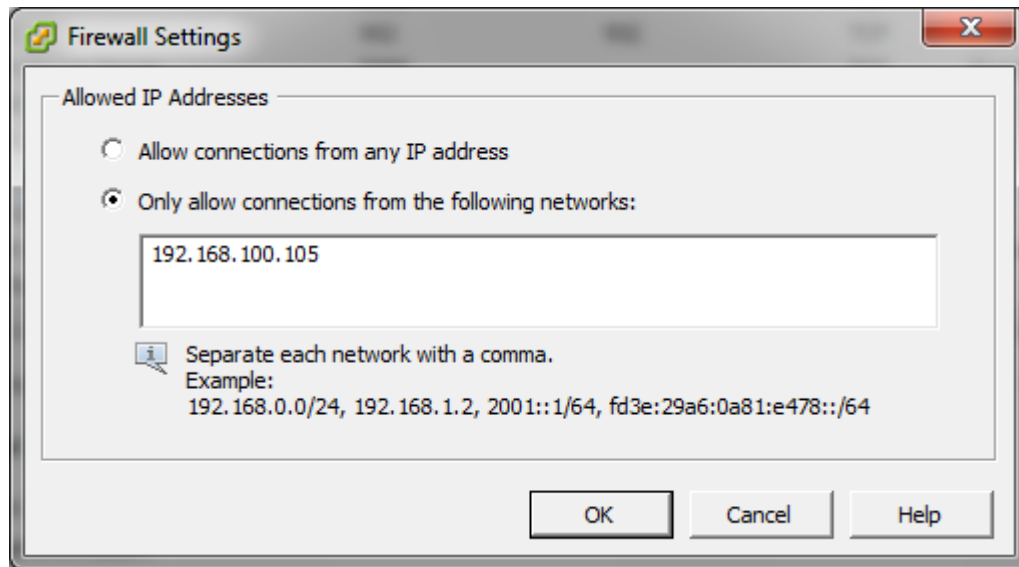 Firewall Settings
Allowed IP Addresses
Allow connections from any IP address
Only allow connections from the following networks:
192.168.100.105
Separate each network with a comma.
Example:
192.168.0.0/24, 192.168.1.2, 2001::1/64, fd3e:29a6:0a81:e478::/64
OK Cancel Help